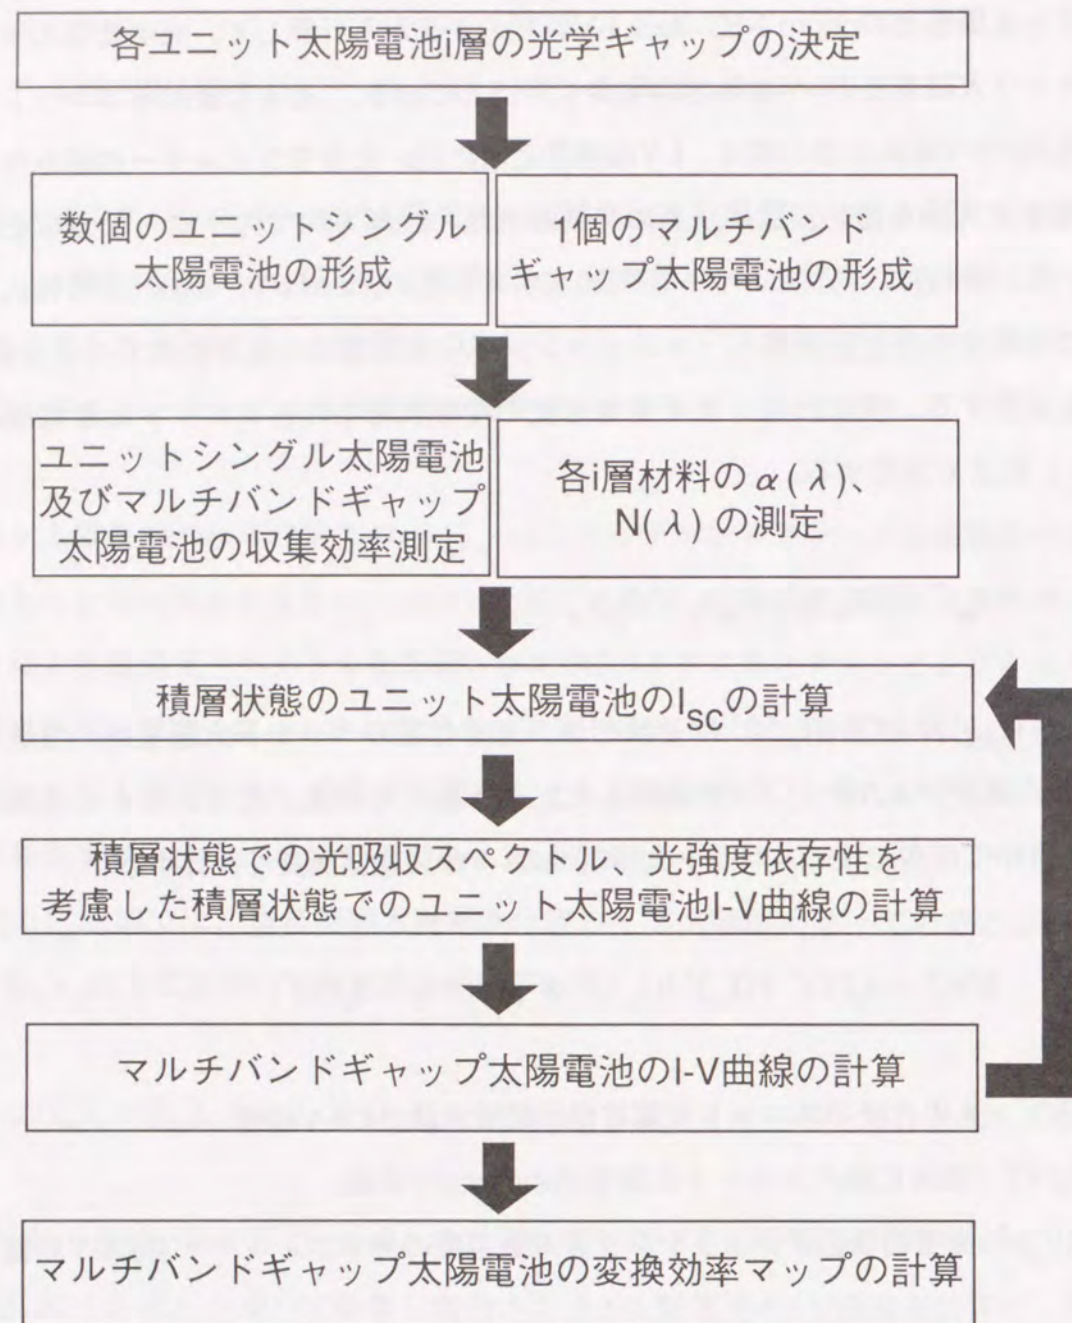 各ユニット太陽電池i層の光学ギャップの決定
数個のユニットシングル
太陽電池の形成
1個のマルチバンド
ギャップ太陽電池の形成
ユニットシングル太陽電池
及びマルチバンドギャップ
太陽電池の収集効率測定
各i層材料のα(λ)、
N(λ) の測定
積層状態のユニット太陽電池のIscの計算
積層状態での光吸収スペクトル、光強度依存性を
考慮した積層状態でのユニット太陽電池I-V曲線の計算
マルチバンドギャップ太陽電池のI-V曲線の計算
マルチバンドギャップ太陽電池の変換効率マップの計算